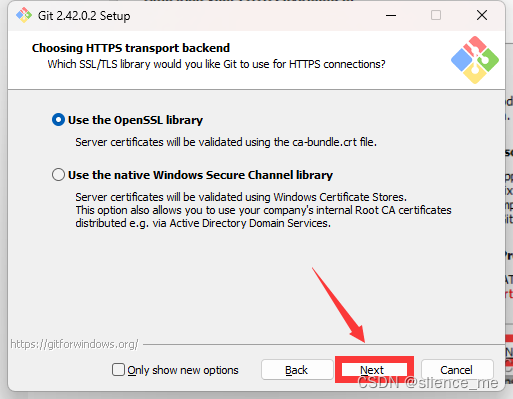 Git 2.42.0.2 Setup
Choosing HTTPS transport backend
Which SSL/TLS library would you like Git to use for HTTPS connections?
Use the OpenSSL library
Server certificates will be validated using the ca-bundle.crt file.
Use the native Windows Secure Channel library
Server certificates will be validated using Windows Certificate Stores.
This option also allows you to use your company's internal Root CA certificates
distributed e.g. via Active Directory Domain Services.
https://gitforwindows.org/
Only show new options
Back
Next
Cancel
CSDN @slience_me